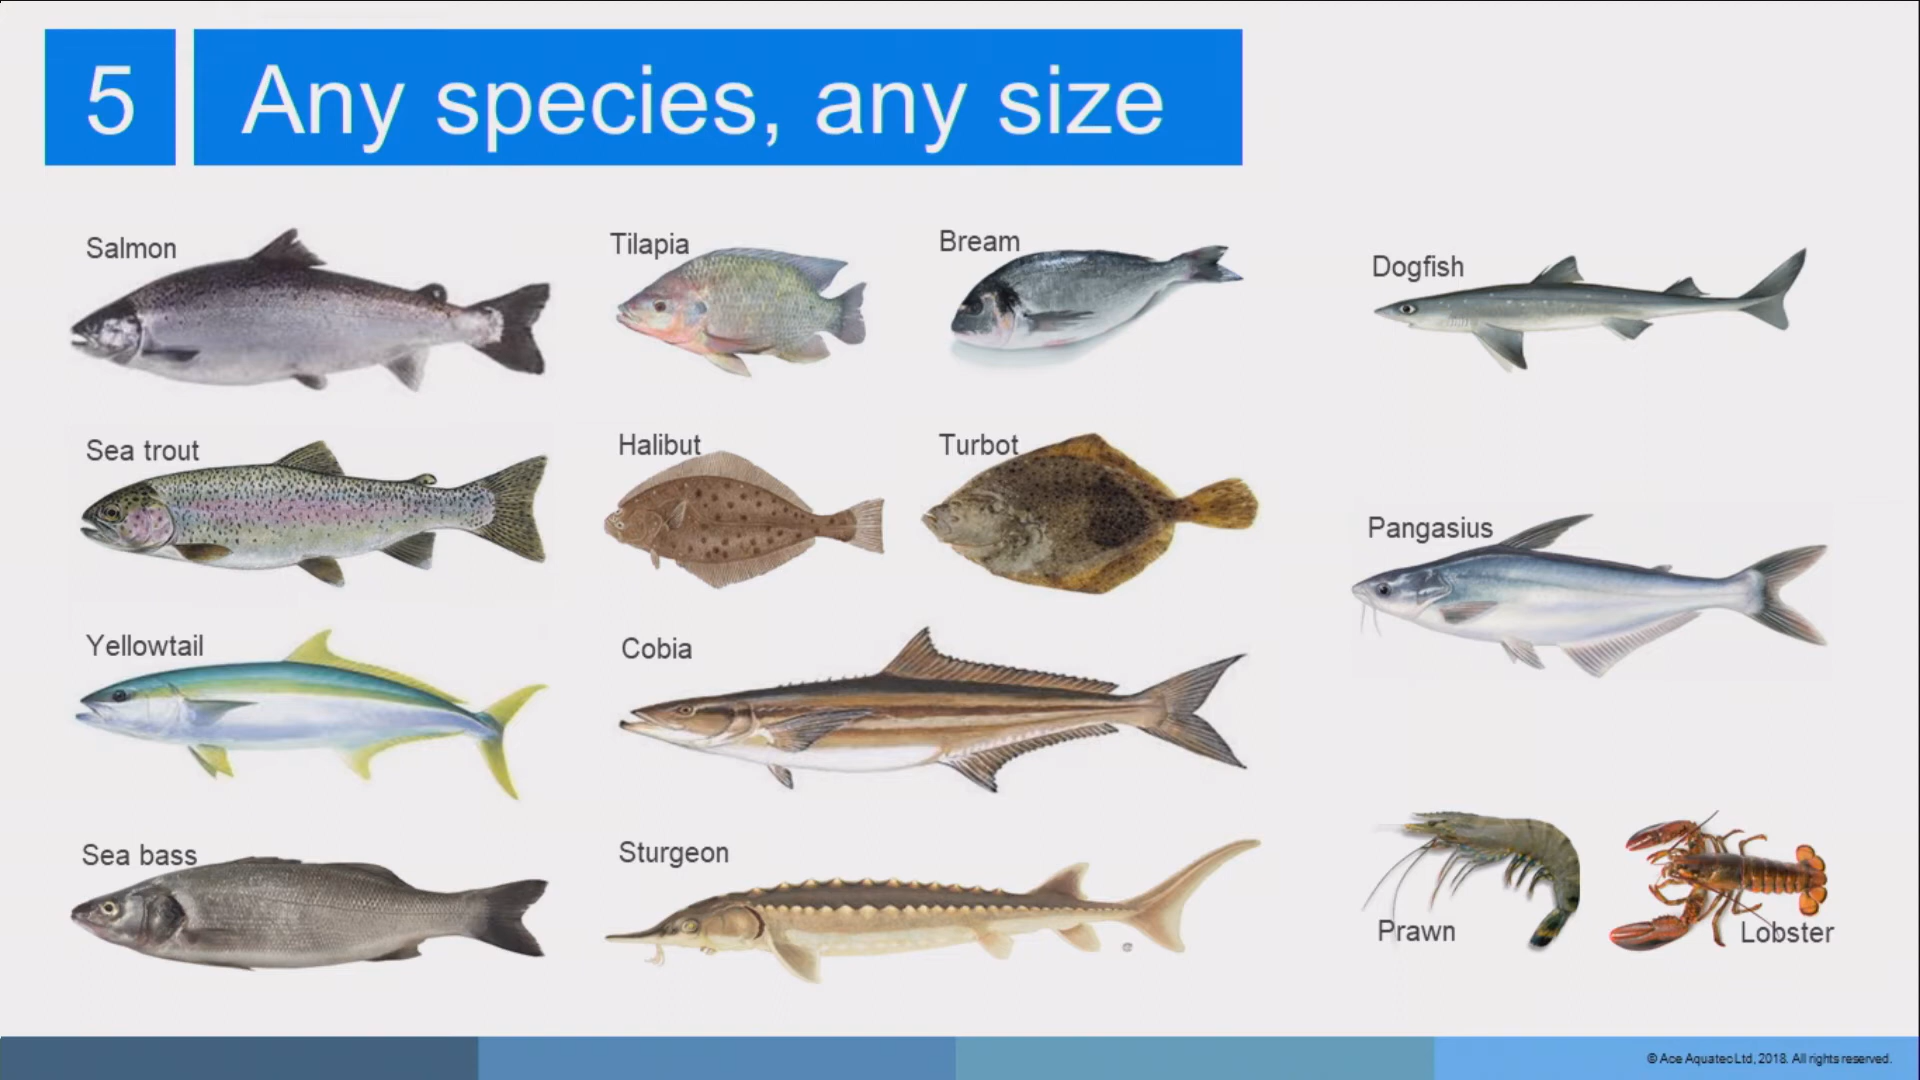 5 Any species, any size
Salmon
Tilapia
Bream
Dogfish
Sea trout
Halibut
Turbot
Pangasius
Yellowtail
Cobia
Sea bass
Sturgeon
Prawn
Lobster
© Ace Aquatec Ltd, 2018. All rights reserved.